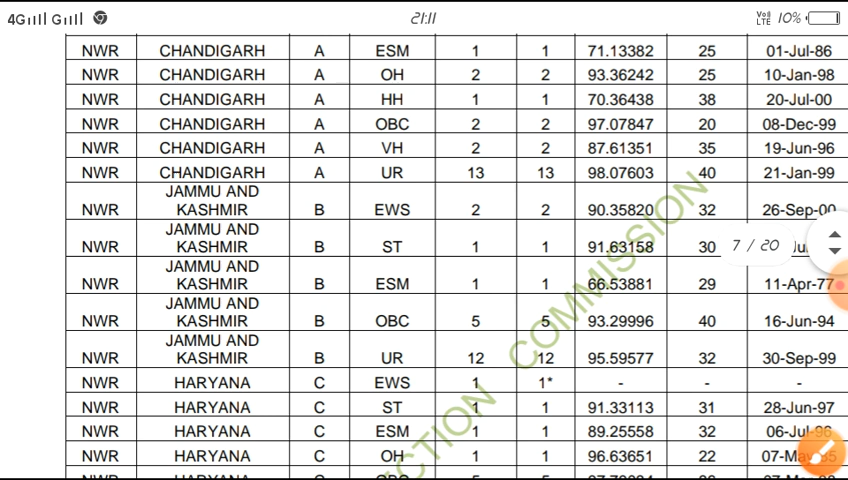 4G G 21:11 Vo) LTE 10%
NWR CHANDIGARH A ESM 1 1 71.13382 25 01-Jul-86
NWR CHANDIGARH A OH 2 2 93.36242 25 10-Jan-98
NWR CHANDIGARH A HH 1 1 70.36438 38 20-Jul-00
NWR CHANDIGARH A OBC 2 2 97.07847 20 08-Dec-99
NWR CHANDIGARH A VH 2 2 87.61351 35 19-Jun-96
NWR CHANDIGARH A UR 13 13 98.07603 40 21-Jan-99
JAMMU AND
NWR KASHMIR B EWS 2 2 90.35820 32 26-Sep-00
JAMMU AND
NWR KASHMIR B ST 1 1 91.63158 30
7 / 20
JAMMU AND
NWR KASHMIR B ESM 1 1 66.53881 29 11-Apr-77
JAMMU AND
NWR KASHMIR B OBC 5 5 93.29996 40 16-Jun-94
JAMMU AND
NWR KASHMIR B UR 12 12 95.59577 32 30-Sep-99
NWR HARYANA C EWS 1 1* - - -
NWR HARYANA C ST 1 1 91.33113 31 28-Jun-97
NWR HARYANA C ESM 1 1 89.25558 32 06-Jul-96
NWR HARYANA C OH 1 1 96.63651 22
NWR HARYANA C OBC
COMMISSION